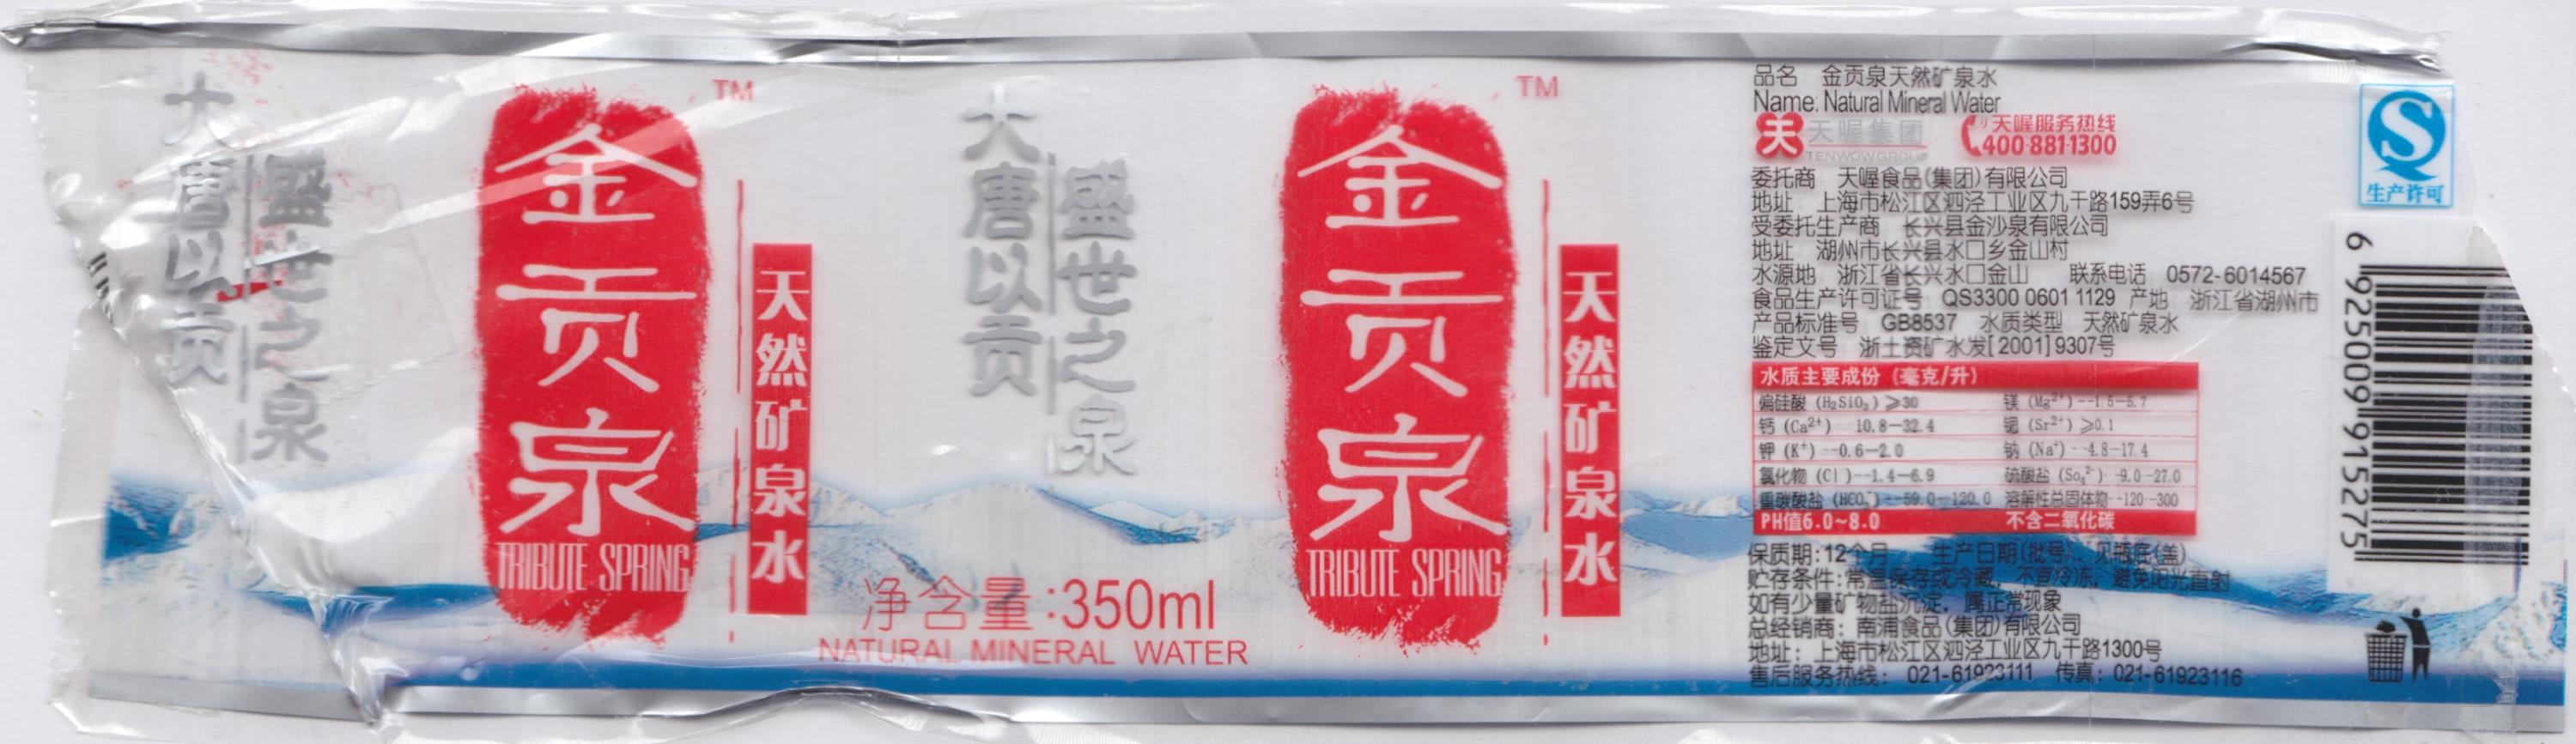 大唐以贡
盛世之泉
TM
金贡泉
TRIBUTE SPRING
天然矿泉水
大唐以贡
盛世之泉
净含量:350ml
NATURAL MINERAL WATER
TM
金贡泉
TRIBUTE SPRING
天然矿泉水
品名 金贡泉天然矿泉水
Name: Natural Mineral Water
天 天喔集团
TENWOW GROUP
天喔服务热线
400-881-1300
委托商 天喔食品(集团)有限公司
地址 上海市松江区泗泾工业区九干路159弄6号
受委托生产商 长兴县金沙泉有限公司
地址 湖州市长兴县水口乡金山村
水源地 浙江省长兴水口金山 联系电话 0572-6014567
食品生产许可证号 QS3300 0601 1129 产地 浙江省湖州市
产品标准号 GB8537 水质类型 天然矿泉水
鉴定文号 浙土资矿水发[2001]9307号
水质主要成份(毫克/升)
偏硅酸(H₂SiO₃)≥30 镁(Mg²⁺)--1.5-5.7
钙(Ca²⁺) 10.8-32.4 锶(Sr²⁺)≥0.1
钾(K⁺)--0.6-2.0 钠(Na⁺)--4.8-17.4
氯化物(Cl⁻)--1.4-6.9 硫酸盐(So₄²⁻)--9.0-27.0
重碳酸盐(HCO₃⁻)--59.0-120.0 溶解性总固体物--120-300
PH值6.0~8.0 不含二氧化碳
保质期:12个月 生产日期(批号) 见瓶底(盖)
贮存条件:常温保存或冷藏,不宜冷冻,避免阳光直射
如有少量矿物盐沉淀,属正常现象
总经销商:南浦食品(集团)有限公司
地址:上海市松江区泗泾工业区九干路1300号
售后服务热线: 021-61923111 传真: 021-61923116
生产许可
6 925009 915275